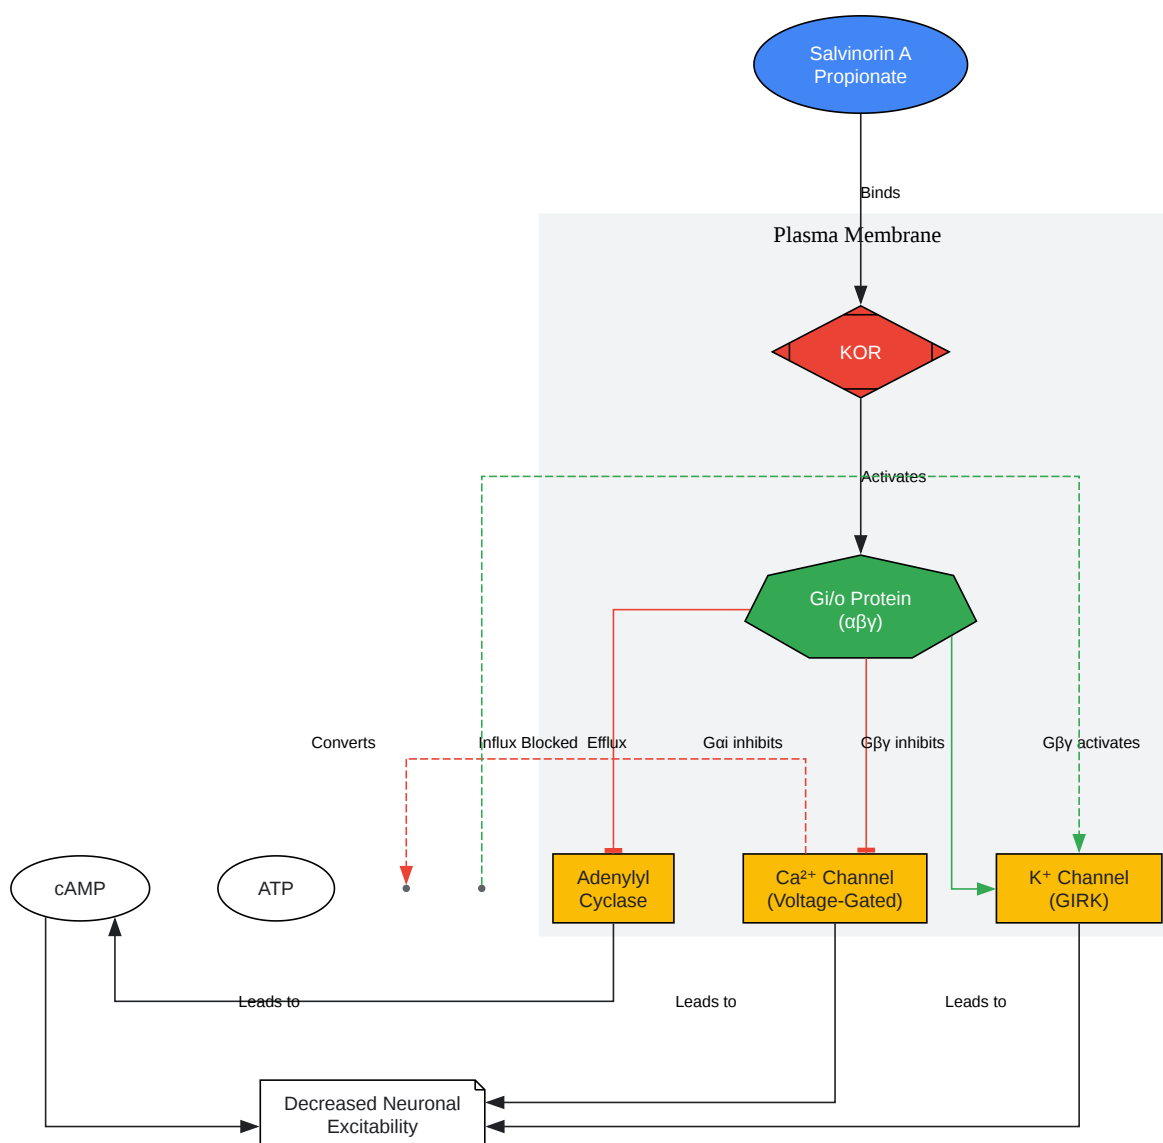 Salvinorin A
Propionate
Binds
Plasma Membrane
KOR
Activates
Gi/o Protein
(αβγ)
Converts
Influx Blocked
Efflux
Gαi inhibits
Gβγ inhibits
Gβγ activates
cAMP
ATP
Adenylyl
Cyclase
Ca²⁺ Channel
(Voltage-Gated)
K⁺ Channel
(GIRK)
Leads to
Leads to
Leads to
Decreased Neuronal
Excitability